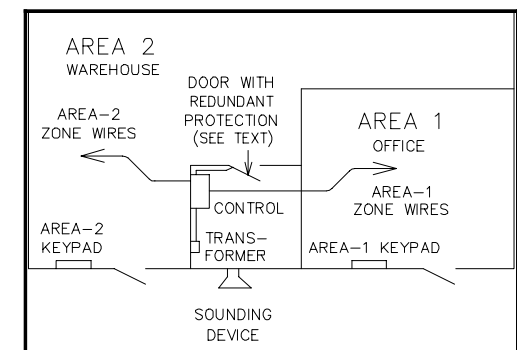 AREA 2
WAREHOUSE
DOOR WITH
REDUNDANT
PROTECTION
(SEE TEXT)
AREA-2
ZONE WIRES
AREA 1
OFFICE
AREA-1
ZONE WIRES
CONTROL
TRANS-
FORMER
AREA-2
KEYPAD
AREA-1 KEYPAD
SOUNDING
DEVICE